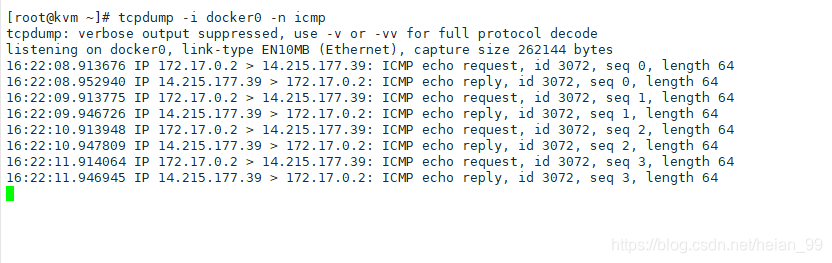 [root@kvm ~]# tcpdump -i docker0 -n icmp
tcpdump: verbose output suppressed, use -v or -vv for full protocol decode
listening on docker0, link-type EN10MB (Ethernet), capture size 262144 bytes
16:22:08.913676 IP 172.17.0.2 > 14.215.177.39: ICMP echo request, id 3072, seq 0, length 64
16:22:08.952940 IP 14.215.177.39 > 172.17.0.2: ICMP echo reply, id 3072, seq 0, length 64
16:22:09.913775 IP 172.17.0.2 > 14.215.177.39: ICMP echo request, id 3072, seq 1, length 64
16:22:09.946726 IP 14.215.177.39 > 172.17.0.2: ICMP echo reply, id 3072, seq 1, length 64
16:22:10.913948 IP 172.17.0.2 > 14.215.177.39: ICMP echo request, id 3072, seq 2, length 64
16:22:10.947809 IP 14.215.177.39 > 172.17.0.2: ICMP echo reply, id 3072, seq 2, length 64
16:22:11.914064 IP 172.17.0.2 > 14.215.177.39: ICMP echo request, id 3072, seq 3, length 64
16:22:11.946945 IP 14.215.177.39 > 172.17.0.2: ICMP echo reply, id 3072, seq 3, length 64
https://blog.csdn.net/heian_99